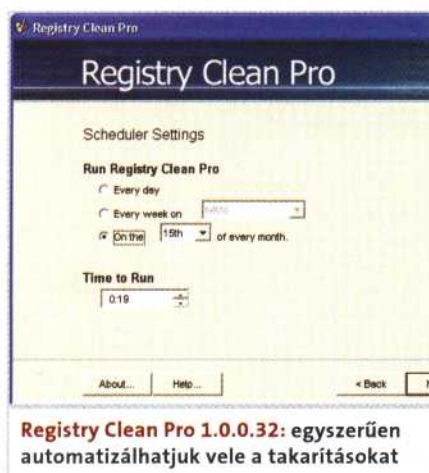 Registry Clean Pro
Registry Clean Pro
Scheduler Settings
Run Registry Clean Pro
Every day
Every week on
On the 15th of every month.
Time to Run
0:19
About... Help... < Back
Registry Clean Pro 1.0.0.32: egyszerűen
automatizálhatjuk vele a takarításokat